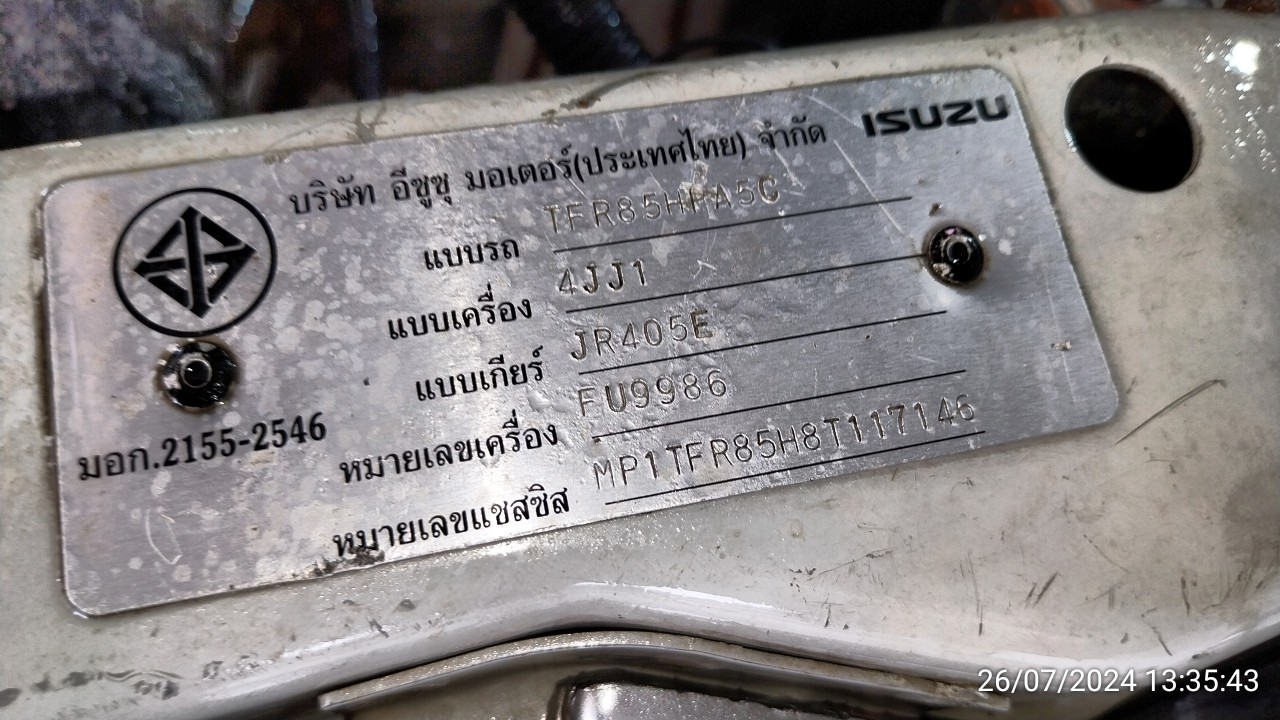 บริษัท อีซูซุ มอเตอร์(ประเทศไทย) จำกัด ISUZU
แบบรถ TFR85HPA5C
แบบเครื่อง 4JJ1
แบบเกียร์ JR405E
หมายเลขเครื่อง FU9986
หมายเลขแชสซิส MP1TFR85H8T117146
มอก.2155-2546
26/07/2024 13:35:43